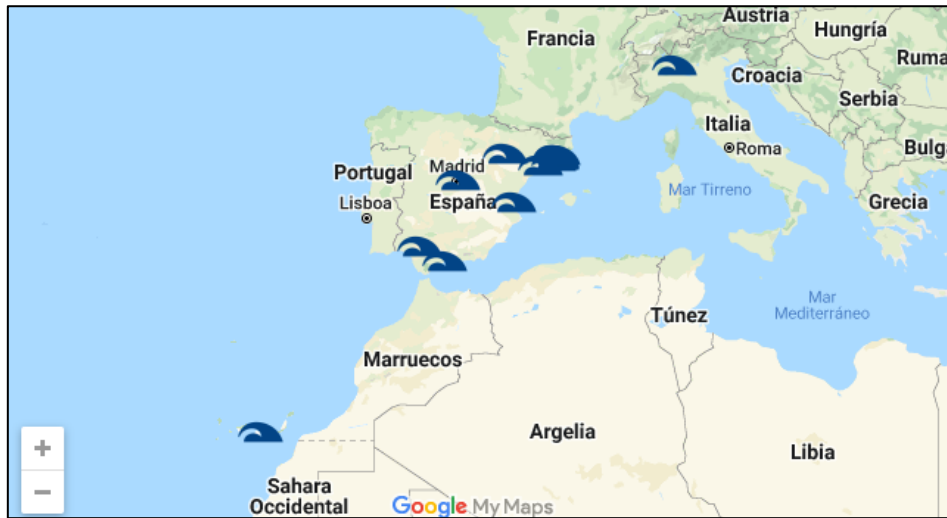 Austria
Francia
Hungría
Ruma
Croacia
Serbia
Italia
Roma
Bulga
Portugal
Madrid
Mar Tirreno
Lisboa
España
Grecia
Mar
Mediterráneo
Túnez
Marruecos
Argelia
Libia
Sahara
Occidental
+
−
Google My Maps